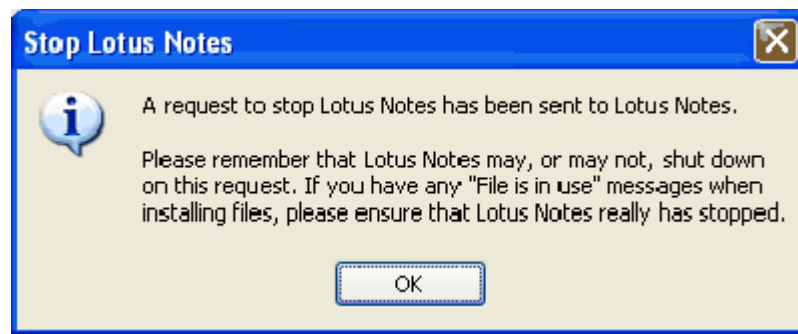 Stop Lotus Notes
A request to stop Lotus Notes has been sent to Lotus Notes.
Please remember that Lotus Notes may, or may not, shut down
on this request. If you have any "File is in use" messages when
installing files, please ensure that Lotus Notes really has stopped.
OK